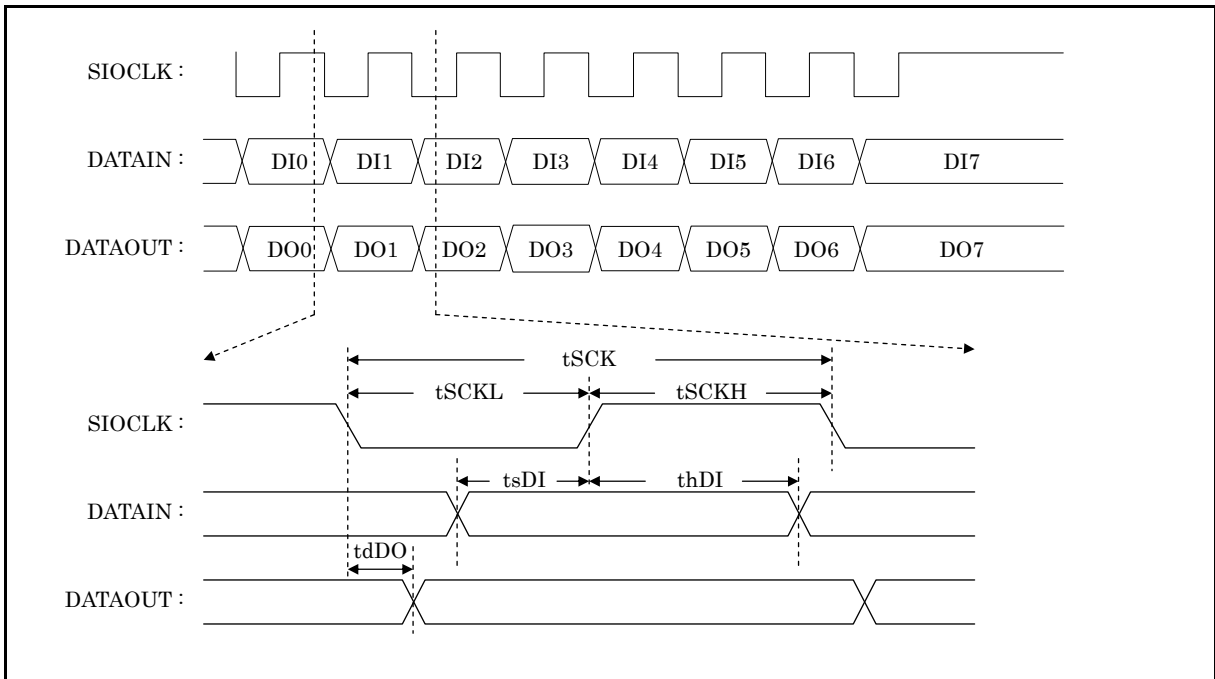 SIOCLK :
DATAIN :
DI0 DI1 DI2 DI3 DI4 DI5 DI6 DI7
DATAOUT :
DO0 DO1 DO2 DO3 DO4 DO5 DO6 DO7
tSCK
tSCKL tSCKH
SIOCLK :
tsDI thDI
DATAIN :
tdDO
DATAOUT :